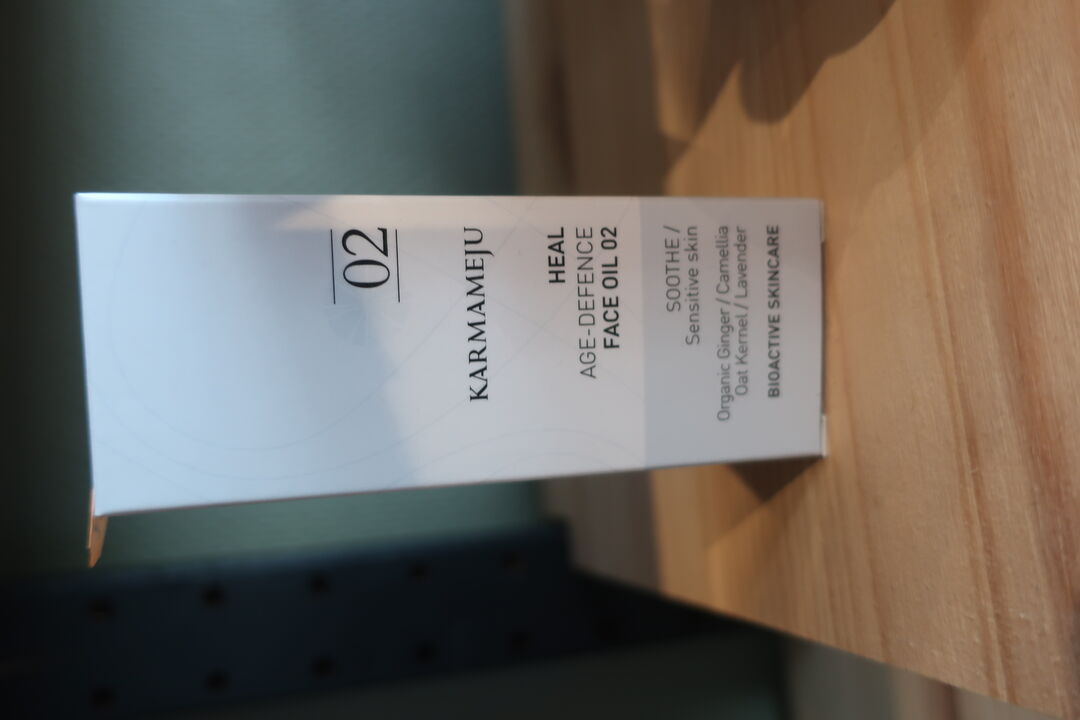 02
KARMAMEJU
HEAL
AGE-DEFENCE
FACE OIL 02
SOOTHE /
Sensitive skin
Organic Ginger / Camellia
Oat Kernel / Lavender
BIOACTIVE SKINCARE